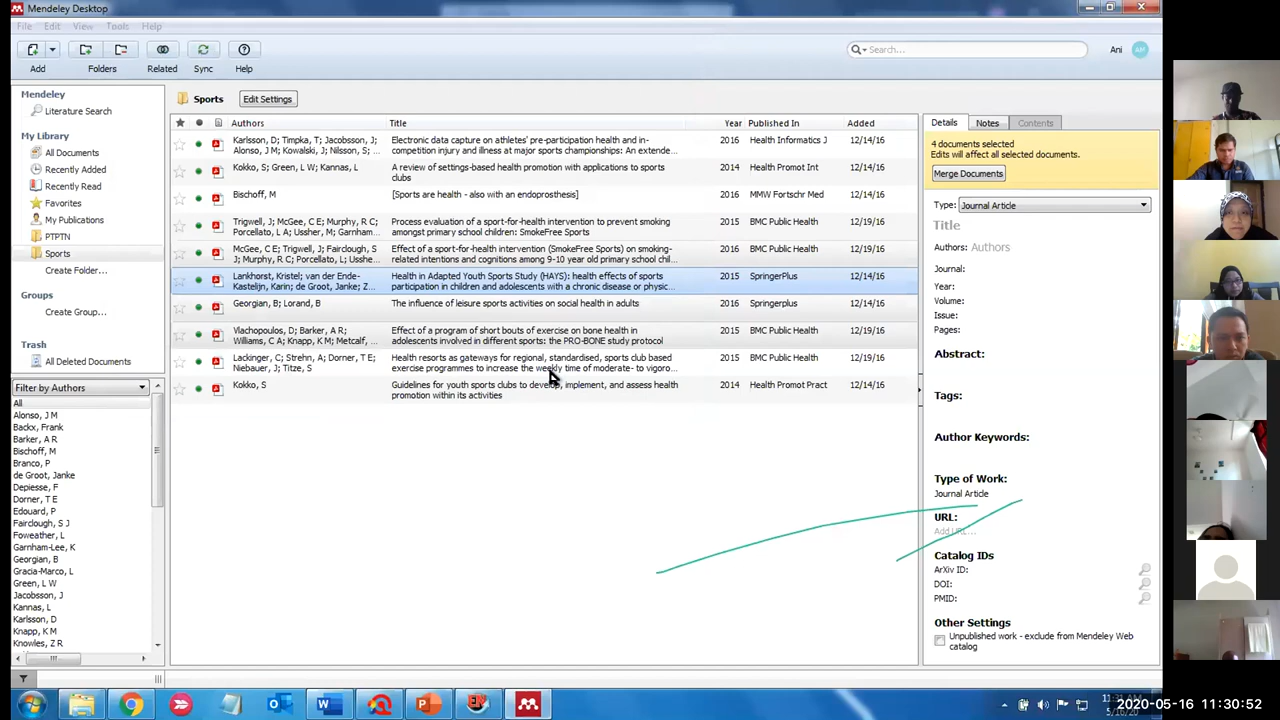 Mendeley Desktop
File Edit View Tools Help
Add Folders Related Sync Help
Search...
Ani AM
Mendeley
Literature Search
My Library
All Documents
Recently Added
Recently Read
Favorites
My Publications
PTPTN
Sports
Create Folder...
Groups
Create Group...
Trash
All Deleted Documents
Filter by Authors
All
Alonso, J M
Backx, Frank
Barker, A R
Bischoff, M
Branco, P
de Groot, Janke
Depiesse, F
Dorner, T E
Edouard, P
Fairclough, S J
Foweather, L
Garnham-Lee, K
Georgian, B
Gracia-Marco, L
Green, L W
Jacobsson, J
Kannas, L
Karlsson, D
Knapp, K M
Knowles, Z R
Sports Edit Settings
Authors Title Year Published In Added
Karlsson, D; Timpka, T; Jacobsson, J; Electronic data capture on athletes' pre-participation health and in- 2016 Health Informatics J 12/14/16
Alonso, J M; Kowalski, J; Nilsson, S; ... competition injury and illness at major sports championships: An extende...
Kokko, S; Green, L W; Kannas, L A review of settings-based health promotion with applications to sports 2014 Health Promot Int 12/14/16
clubs
Bischoff, M [Sports are health - also with an endoprosthesis] 2016 MMW Fortschr Med 12/14/16
Trigwell, J; McGee, C E; Murphy, R C; Process evaluation of a sport-for-health intervention to prevent smoking 2015 BMC Public Health 12/19/16
Porcellato, L A; Ussher, M; Garnham... amongst primary school children: SmokeFree Sports
McGee, C E; Trigwell, J; Fairclough, S Effect of a sport-for-health intervention (SmokeFree Sports) on smoking- 2016 BMC Public Health 12/19/16
J; Murphy, R C; Porcellato, L; Usshe... related intentions and cognitions among 9-10 year old primary school chil...
Lankhorst, Kristel; van der Ende- Health in Adapted Youth Sports Study (HAYS): health effects of sports 2015 SpringerPlus 12/14/16
Kastelijn, Karin; de Groot, Janke; Z... participation in children and adolescents with a chronic disease or physic...
Georgian, B; Lorand, B The influence of leisure sports activities on social health in adults 2016 Springerplus 12/14/16
Vlachopoulos, D; Barker, A R; Effect of a program of short bouts of exercise on bone health in 2015 BMC Public Health 12/19/16
Williams, C A; Knapp, K M; Metcalf, ... adolescents involved in different sports: the PRO-BONE study protocol
Lackinger, C; Strehn, A; Dorner, T E; Health resorts as gateways for regional, standardised, sports club based 2015 BMC Public Health 12/19/16
Niebauer, J; Titze, S exercise programmes to increase the weekly time of moderate- to vigoro...
Kokko, S Guidelines for youth sports clubs to develop, implement, and assess health 2014 Health Promot Pract 12/14/16
promotion within its activities
Details Notes Contents
4 documents selected
Edits will affect all selected documents.
Merge Documents
Type: Journal Article
Title
Authors: Authors
Journal:
Year:
Volume:
Issue:
Pages:
Abstract:
Tags:
Author Keywords:
Type of Work:
Journal Article
URL:
Add URL...
Catalog IDs
ArXiv ID:
DOI:
PMID:
Other Settings
Unpublished work - exclude from Mendeley Web
catalog
2020-05-16 11:30:52